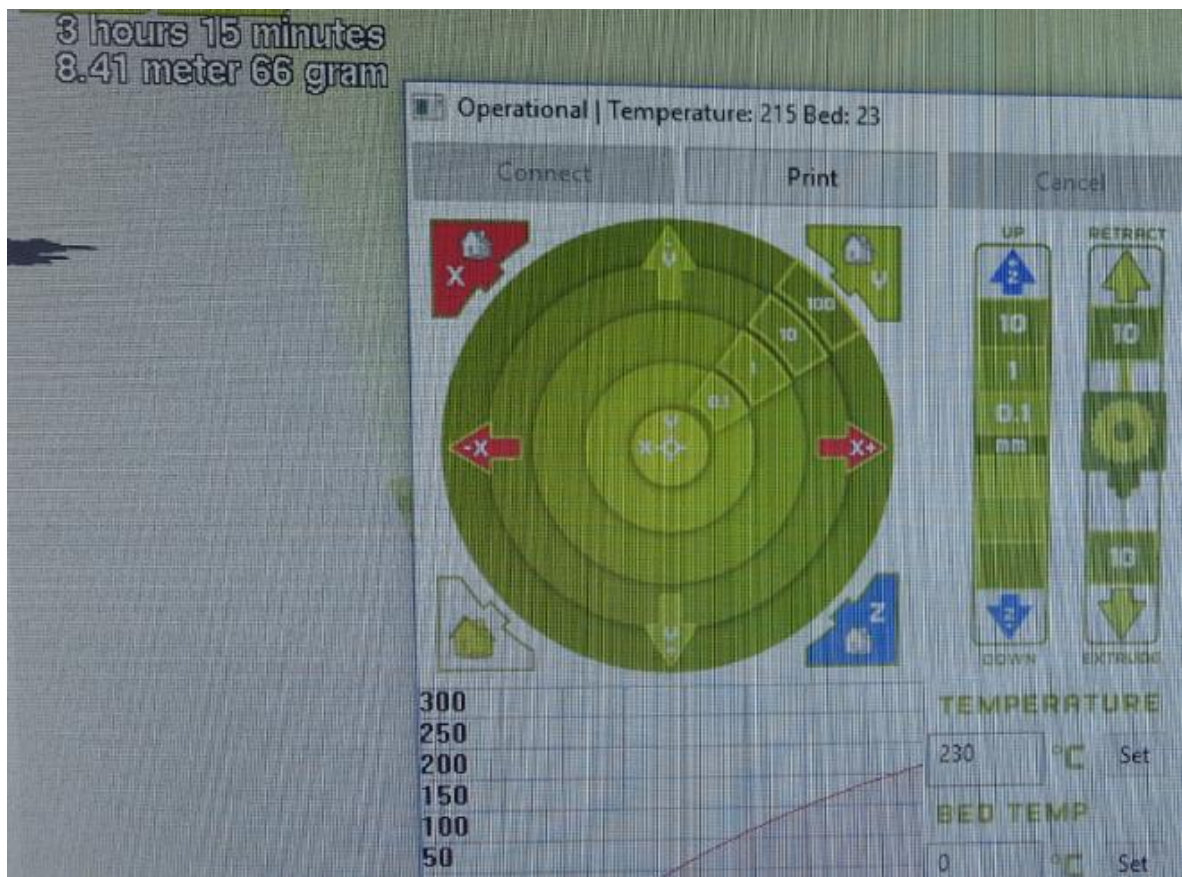 3 hours 15 minutes
8.41 meter 66 gram
Operational | Temperature: 215 Bed: 23
Connect
Print
Cancel
X
Y
Y
100
10
1
0.1
-X
X+
Y
X
Y
Z
UP
Z
10
1
0.1
mm
Z
DOWN
RETRACT
10
10
EXTRUDE
300
250
200
150
100
50
TEMPERATURE
230 °C Set
BED TEMP
0 °C Set